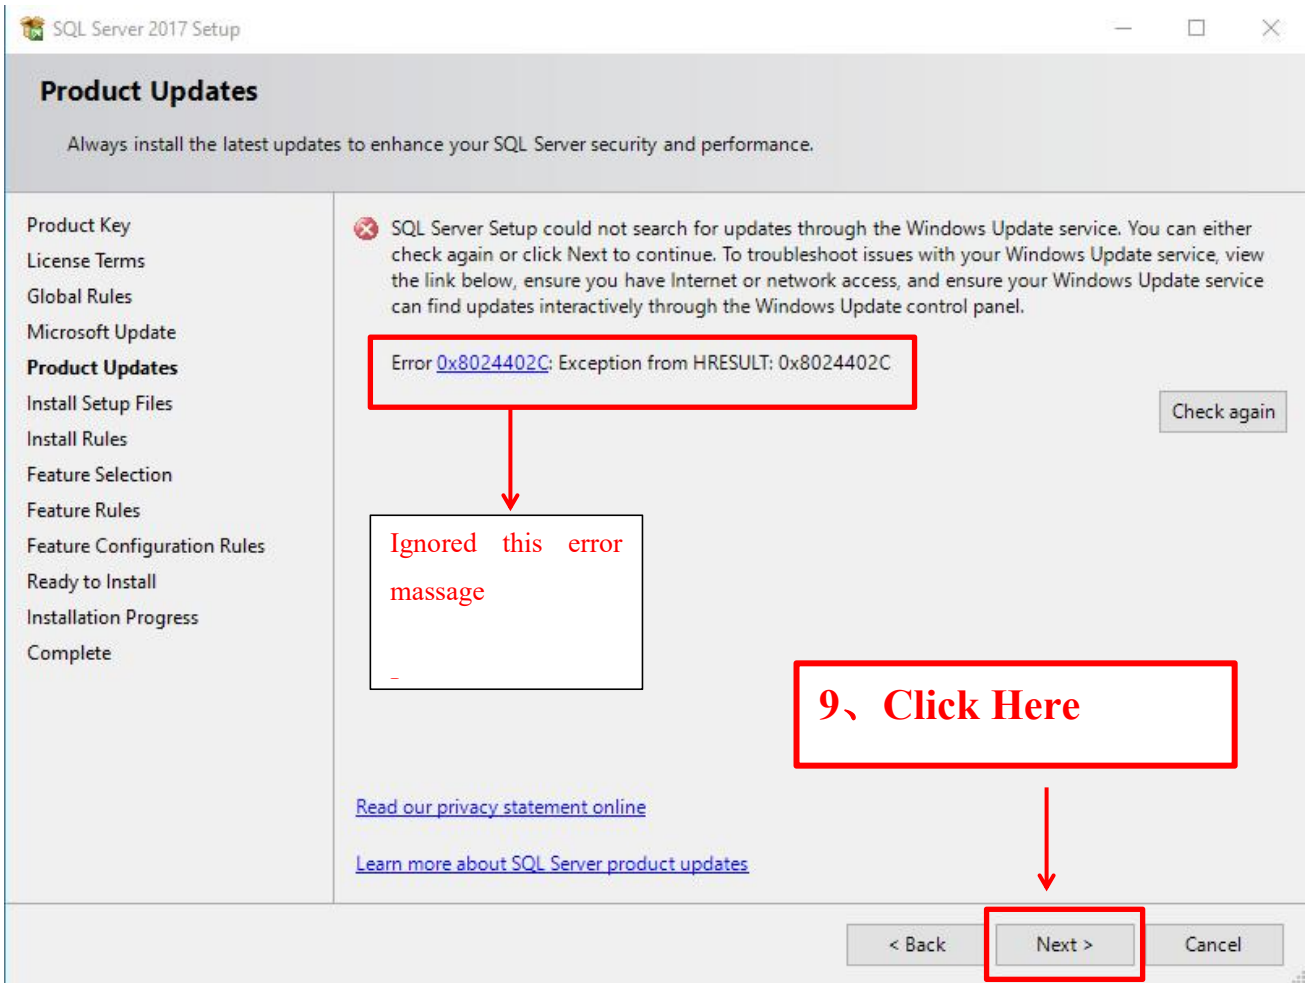 SQL Server 2017 Setup
Product Updates
Always install the latest updates to enhance your SQL Server security and performance.
Product Key
License Terms
Global Rules
Microsoft Update
Product Updates
Install Setup Files
Install Rules
Feature Selection
Feature Rules
Feature Configuration Rules
Ready to Install
Installation Progress
Complete
SQL Server Setup could not search for updates through the Windows Update service. You can either
check again or click Next to continue. To troubleshoot issues with your Windows Update service, view
the link below, ensure you have Internet or network access, and ensure your Windows Update service
can find updates interactively through the Windows Update control panel.
Error 0x8024402C: Exception from HRESULT: 0x8024402C
Check again
Ignored this error
massage
9、Click Here
Read our privacy statement online
Learn more about SQL Server product updates
< Back
Next >
Cancel